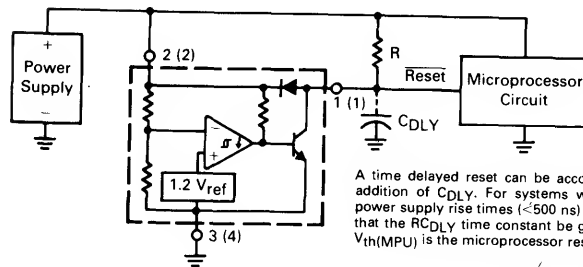 +
Power
Supply
−
2 (2)
R
Reset
1 (1)
Microprocessor
Circuit
CDLY
−
+
1.2 Vref
3 (4)
A time delayed reset can be
addition of CDLY. For systems
power supply rise times (<500 ns)
that the RCDLY time constant be
Vth(MPU) is the microprocessor